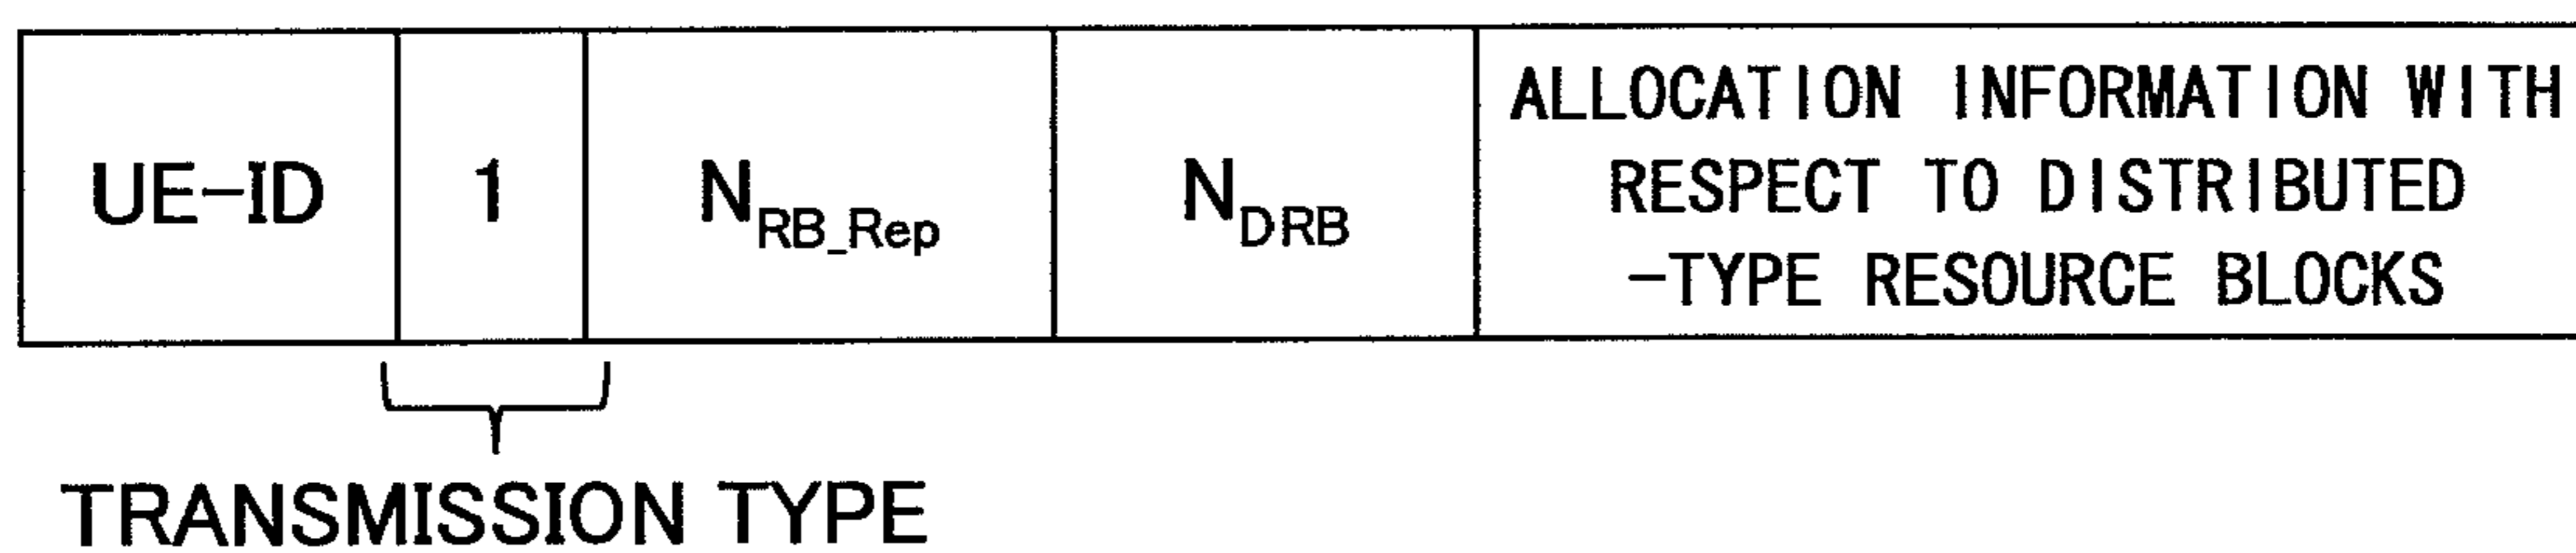 UE-ID 1 N_RB_Rep N_DRB ALLOCATION INFORMATION WITH
RESPECT TO DISTRIBUTED
-TYPE RESOURCE BLOCKS
TRANSMISSION TYPE